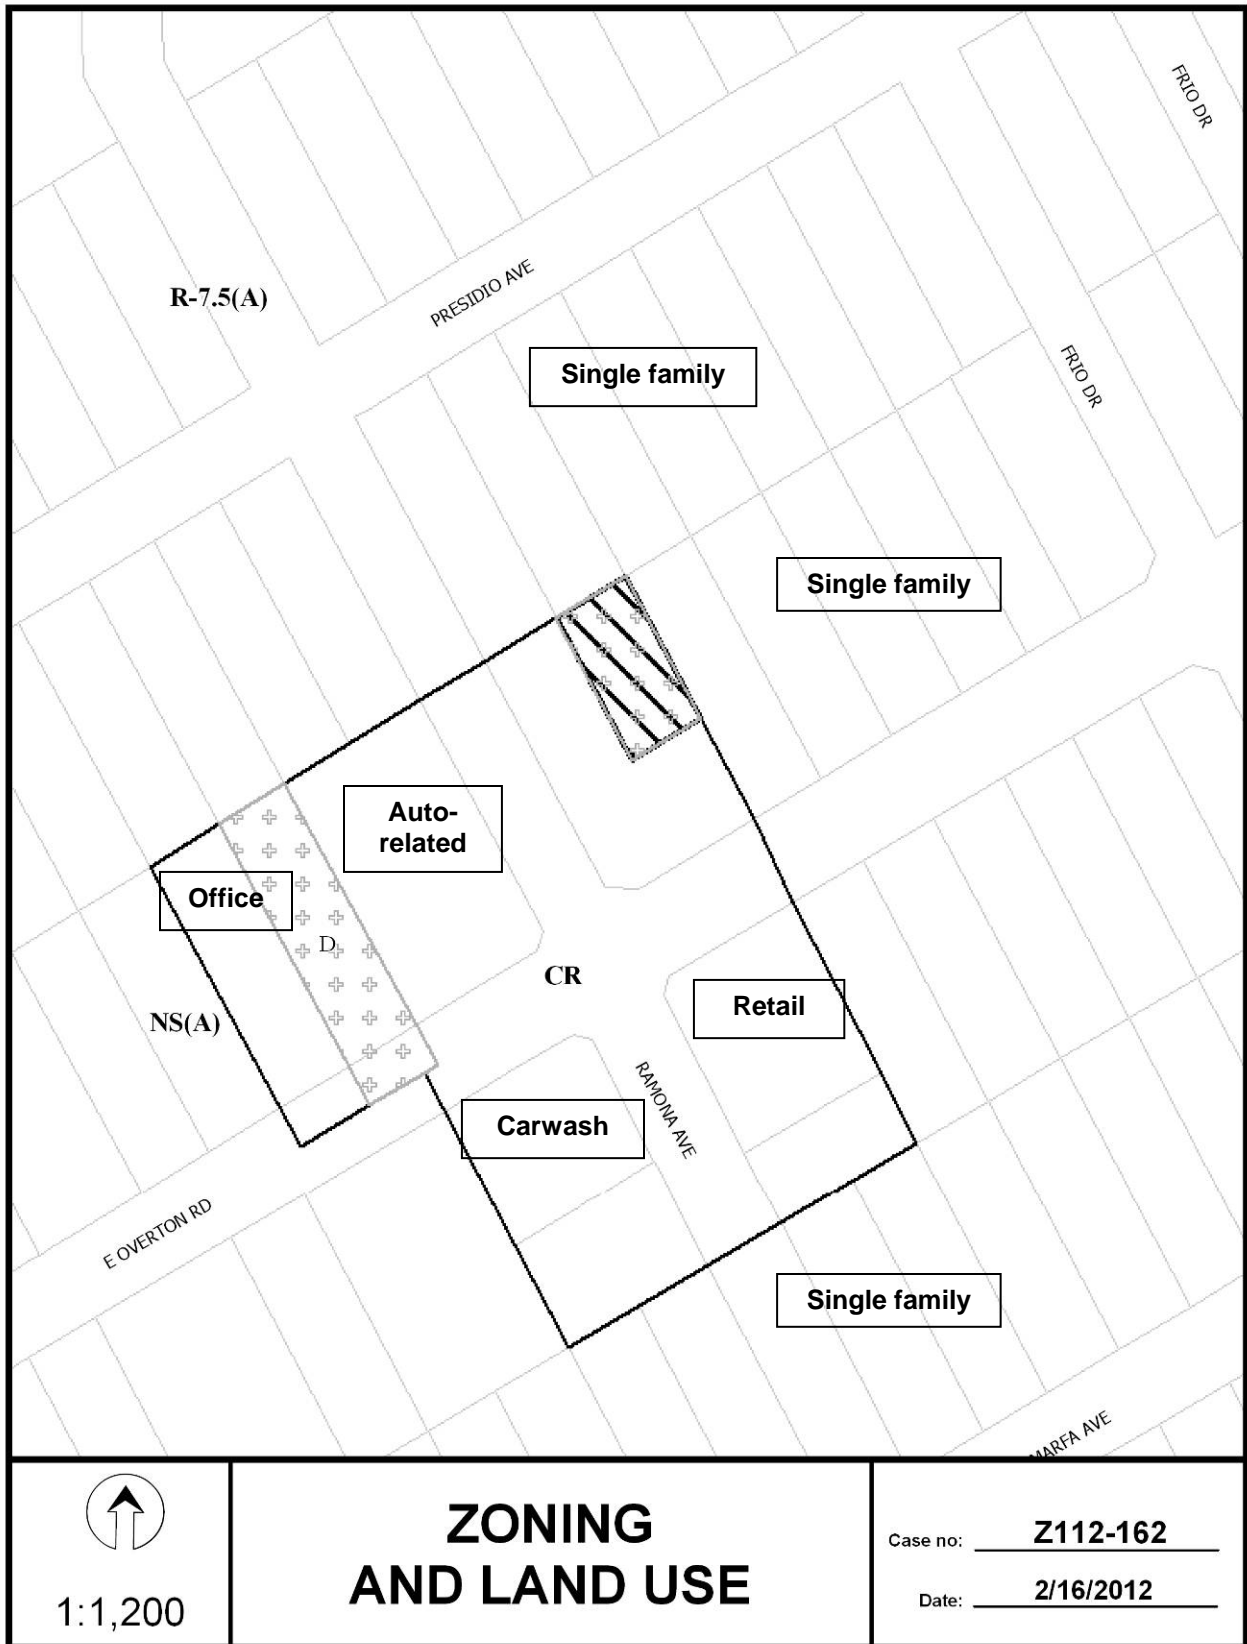 FRIO DR
R-7.5(A)
PRESIDIO AVE
FRIO DR
Single family
Single family
Auto-
related
Office
D
CR
NS(A)
Retail
RAMONA AVE
Carwash
E OVERTON RD
Single family
MARFA AVE
1:1,200
ZONING
AND LAND USE
Case no: Z112-162
Date: 2/16/2012